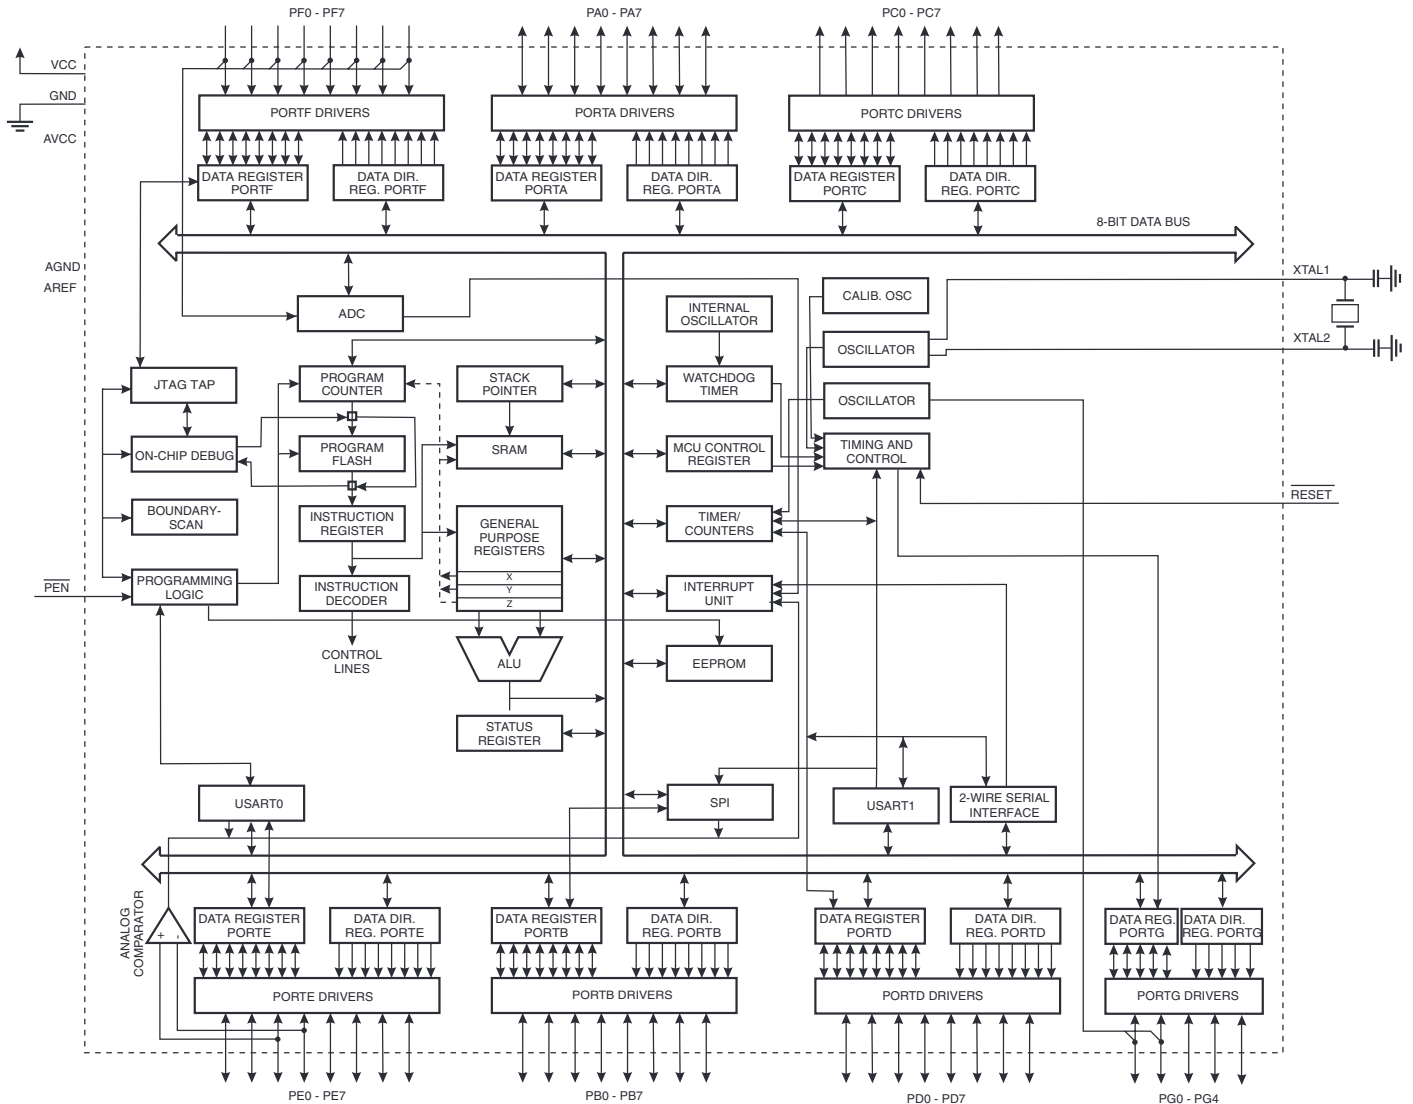 PF0 - PF7
PA0 - PA7
PC0 - PC7
VCC
GND
AVCC
PORTF DRIVERS
PORTA DRIVERS
PORTC DRIVERS
DATA REGISTER
PORTF
DATA DIR.
REG. PORTF
DATA REGISTER
PORTA
DATA DIR.
REG. PORTA
DATA REGISTER
PORTC
DATA DIR.
REG. PORTC
8-BIT DATA BUS
AGND
AREF
XTAL1
XTAL2
ADC
INTERNAL
OSCILLATOR
CALIB. OSC
OSCILLATOR
JTAG TAP
PROGRAM
COUNTER
STACK
POINTER
WATCHDOG
TIMER
OSCILLATOR
ON-CHIP DEBUG
PROGRAM
FLASH
SRAM
MCU CONTROL
REGISTER
TIMING AND
CONTROL
BOUNDARY-
SCAN
INSTRUCTION
REGISTER
GENERAL
PURPOSE
REGISTERS
X
Y
Z
TIMER/
COUNTERS
RESET
PEN
PROGRAMMING
LOGIC
INSTRUCTION
DECODER
INTERRUPT
UNIT
CONTROL
LINES
ALU
EEPROM
STATUS
REGISTER
USART0
SPI
USART1
2-WIRE SERIAL
INTERFACE
ANALOG
COMPARATOR
+
-
DATA REGISTER
PORTE
DATA DIR.
REG. PORTE
DATA REGISTER
PORTB
DATA DIR.
REG. PORTB
DATA REGISTER
PORTD
DATA DIR.
REG. PORTD
DATA REG.
PORTG
DATA DIR.
REG. PORTG
PORTE DRIVERS
PORTB DRIVERS
PORTD DRIVERS
PORTG DRIVERS
PE0 - PE7
PB0 - PB7
PD0 - PD7
PG0 - PG4